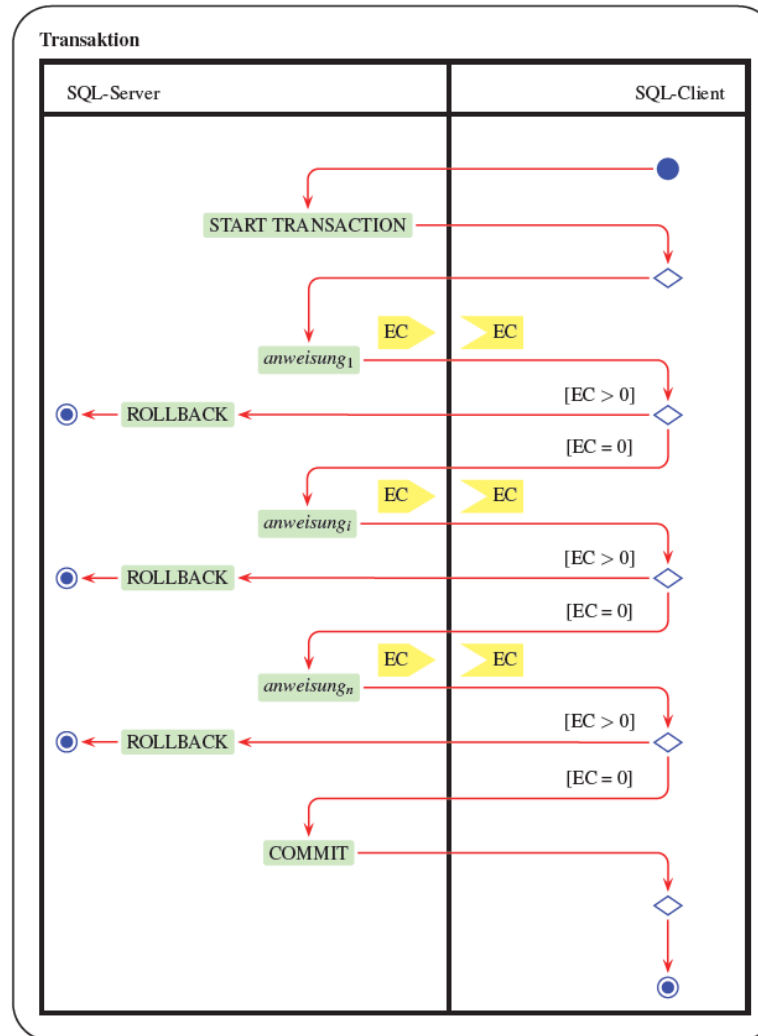 Transaktion
SQL-Server SQL-Client
START TRANSACTION
EC EC
anweisung₁
[EC > 0]
ROLLBACK
[EC = 0]
EC EC
anweisungᵢ
[EC > 0]
ROLLBACK
[EC = 0]
EC EC
anweisungₙ
[EC > 0]
ROLLBACK
[EC = 0]
COMMIT